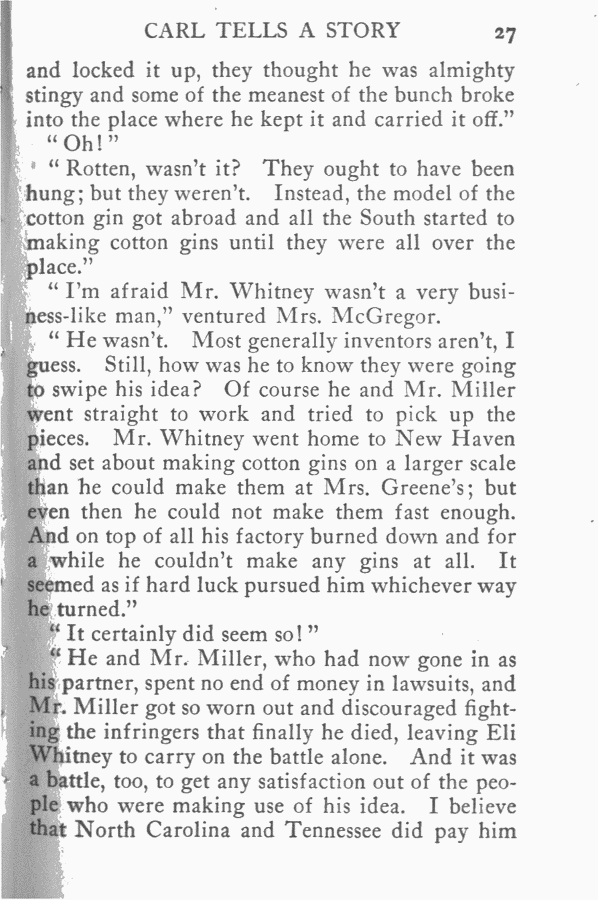 CARL TELLS A STORY 27
and locked it up, they thought he was almighty
stingy and some of the meanest of the bunch broke
into the place where he kept it and carried it off."
"Oh!"
"Rotten, wasn't it? They ought to have been
hung; but they weren't. Instead, the model of the
cotton gin got abroad and all the South started to
making cotton gins until they were all over the
place."
"I'm afraid Mr. Whitney wasn't a very busi-
ness-like man," ventured Mrs. McGregor.
"He wasn't. Most generally inventors aren't, I
guess. Still, how was he to know they were going
to swipe his idea? Of course he and Mr. Miller
went straight to work and tried to pick up the
pieces. Mr. Whitney went home to New Haven
and set about making cotton gins on a larger scale
than he could make them at Mrs. Greene's; but
even then he could not make them fast enough.
And on top of all his factory burned down and for
a while he couldn't make any gins at all. It
seemed as if hard luck pursued him whichever way
he turned."
"It certainly did seem so!"
"He and Mr. Miller, who had now gone in as
his partner, spent no end of money in lawsuits, and
Mr. Miller got so worn out and discouraged fight-
ing the infringers that finally he died, leaving Eli
Whitney to carry on the battle alone. And it was
a battle, too, to get any satisfaction out of the peo-
ple who were making use of his idea. I believe
that North Carolina and Tennessee did pay him